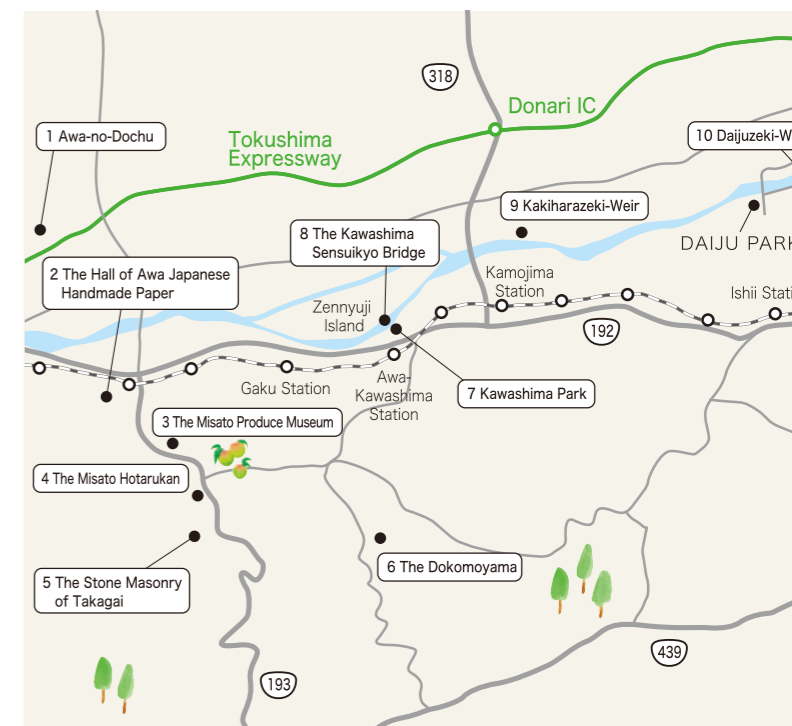 318
Donari IC
1 Awa-no-Dochu
Tokushima
Expressway
10 Daijuzeki-W
9 Kakiharazeki-Weir
8 The Kawashima
Sensuikyo Bridge
DAIJU PARK
2 The Hall of Awa Japanese
Handmade Paper
Kamojima
Station
Zennyuji
Island
Ishii Stati
192
Gaku Station
Awa-
Kawashima
Station
7 Kawashima Park
3 The Misato Produce Museum
4 The Misato Hotarukan
6 The Dokomoyama
5 The Stone Masonry
of Takagai
439
193